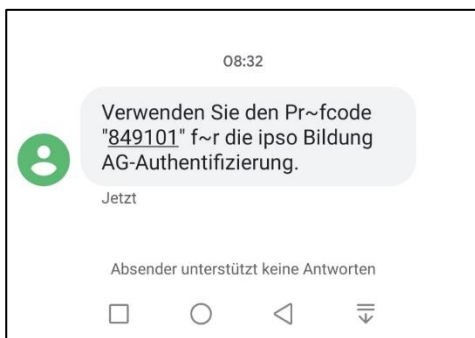 08:32
Verwenden Sie den Pr~fcode
"849101" f~r die ipso Bildung
AG-Authentifizierung.
Jetzt
Absender unterstützt keine Antworten